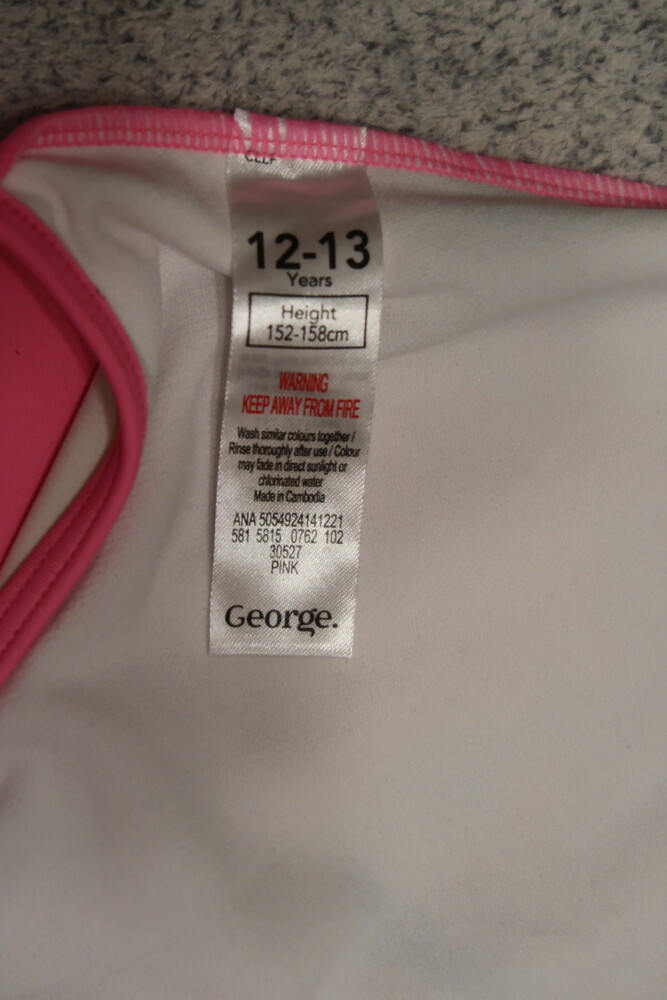 12-13
Years
Height
152-158cm
WARNING
KEEP AWAY FROM FIRE
Wash similar colours together /
Rinse thoroughly after use / Colour
may fade in direct sunlight or
chlorinated water
Made in Cambodia
ANA 5054924141221
581 5815 0762 102
30527
PINK
George.